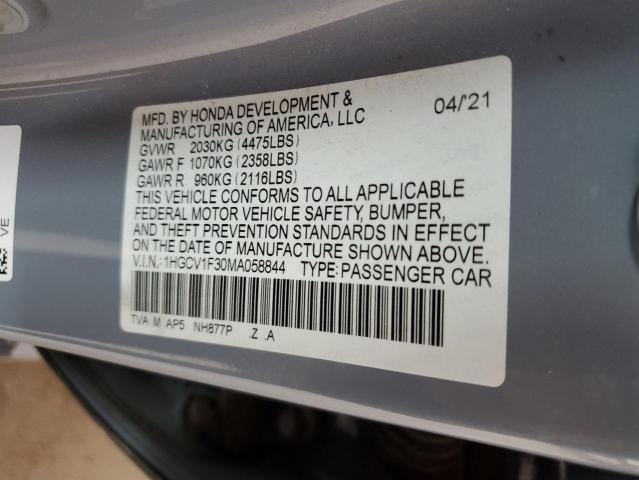 MFD. BY HONDA DEVELOPMENT & 04/'21
MANUFACTURING OF AMERICA, LLC
GVWR 2030KG (4475LBS)
GAWR F 1070KG (2358LBS)
GAWR R 960KG (2116LBS)
THIS VEHICLE CONFORMS TO ALL APPLICABLE
FEDERAL MOTOR VEHICLE SAFETY, BUMPER,
AND THEFT PREVENTION STANDARDS IN EFFECT
ON THE DATE OF MANUFACTURE SHOWN ABOVE.
V.I.N.:1HGCV1F30MA058844 TYPE:PASSENGER CAR
TVA M AP5 NH877P .Z .A
VE